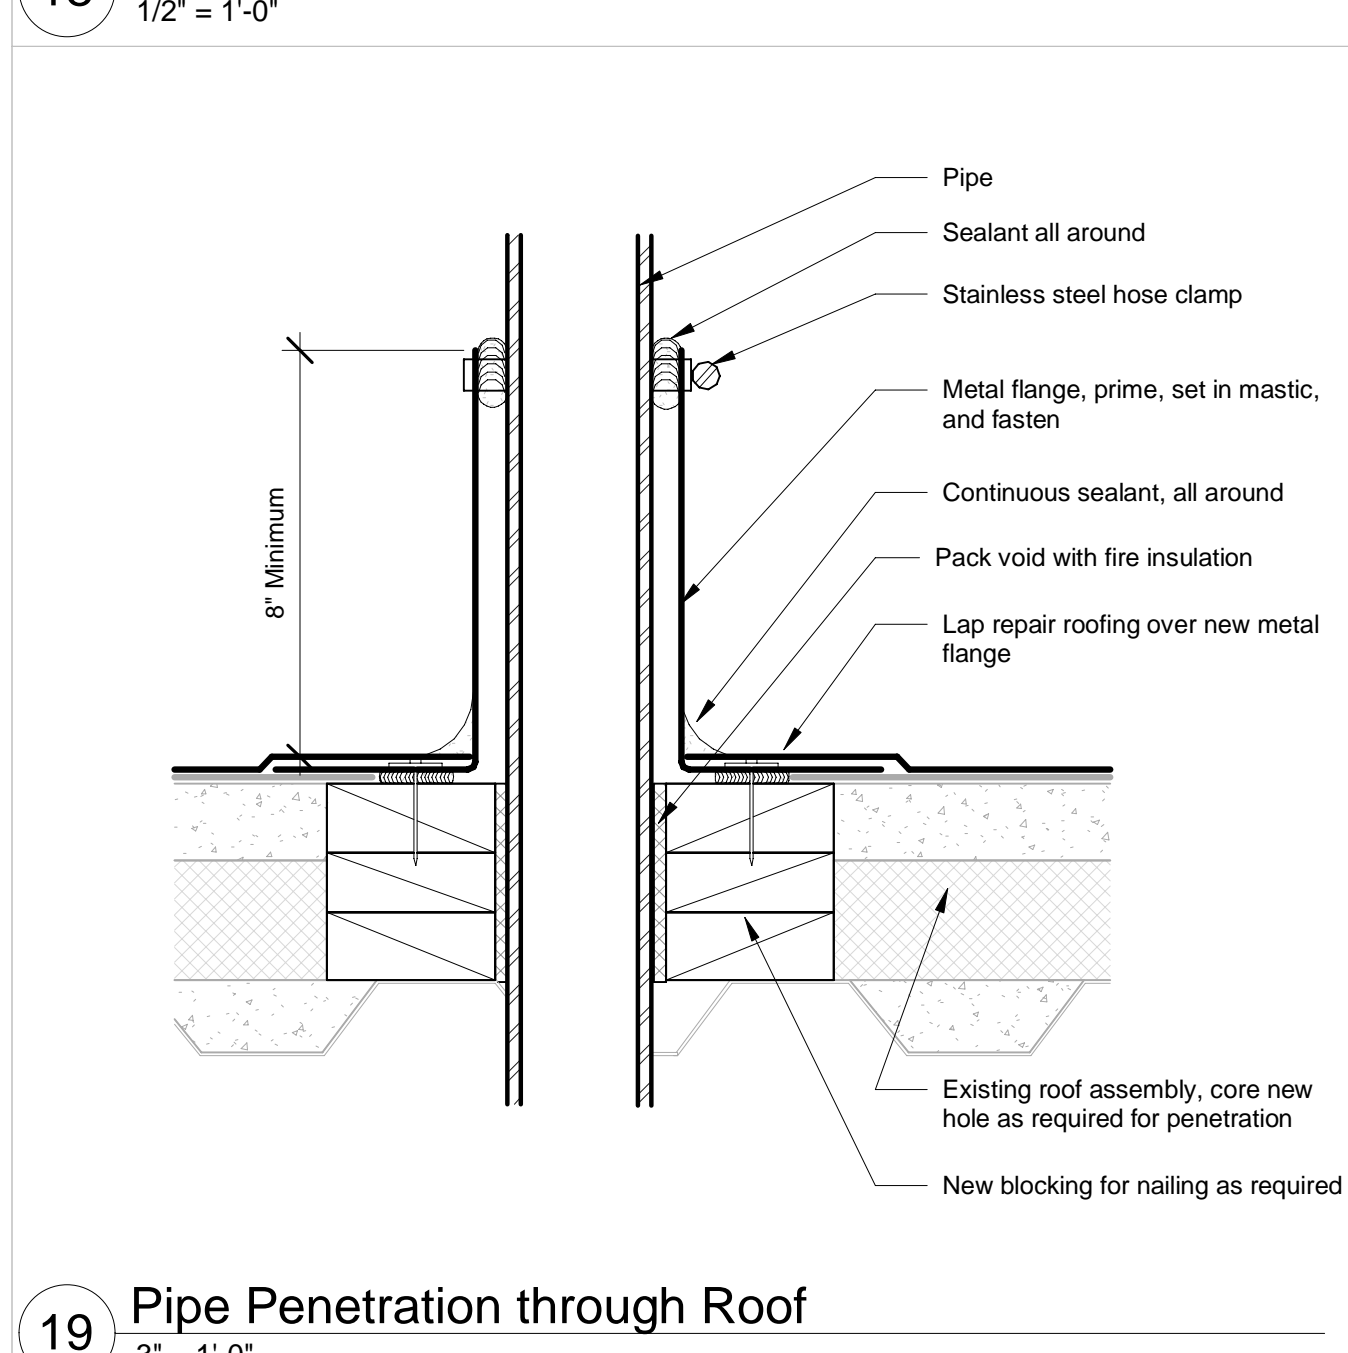 1/2" = 1'-0"
Pipe
Sealant all around
Stainless steel hose clamp
Metal flange, prime, set in mastic,
and fasten
Continuous sealant, all around
Pack void with fire insulation
Lap repair roofing over new metal
flange
8" Minimum
Existing roof assembly, core new
hole as required for penetration
New blocking for nailing as required
19
Pipe Penetration through Roof
1'-0"